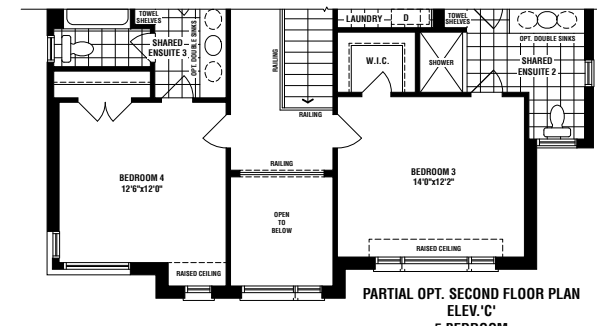 TOWEL
SHELVES
SHARED
ENSUITE 3
OPT. DOUBLE SINKS
RAILING
LAUNDRY D
TOWEL
SHELVES
OPT. DOUBLE SINKS
W.I.C.
SHOWER
SHARED
ENSUITE 2
RAILING
RAILING
BEDROOM 4
12'6"x12'0"
BEDROOM 3
14'0"x12'2"
OPEN
TO
BELOW
RAISED CEILING
RAISED CEILING
PARTIAL OPT. SECOND FLOOR PLAN
ELEV.'C'
5 BEDROOM